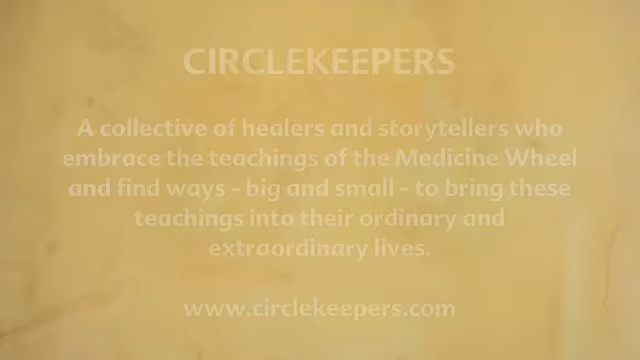 CIRCLEKEEPERS
A collective of healers and storytellers who
embrace the teachings of the Medicine Wheel
and find ways - big and small - to bring these
teachings into their ordinary and
extraordinary lives.
www.circlekeepers.com